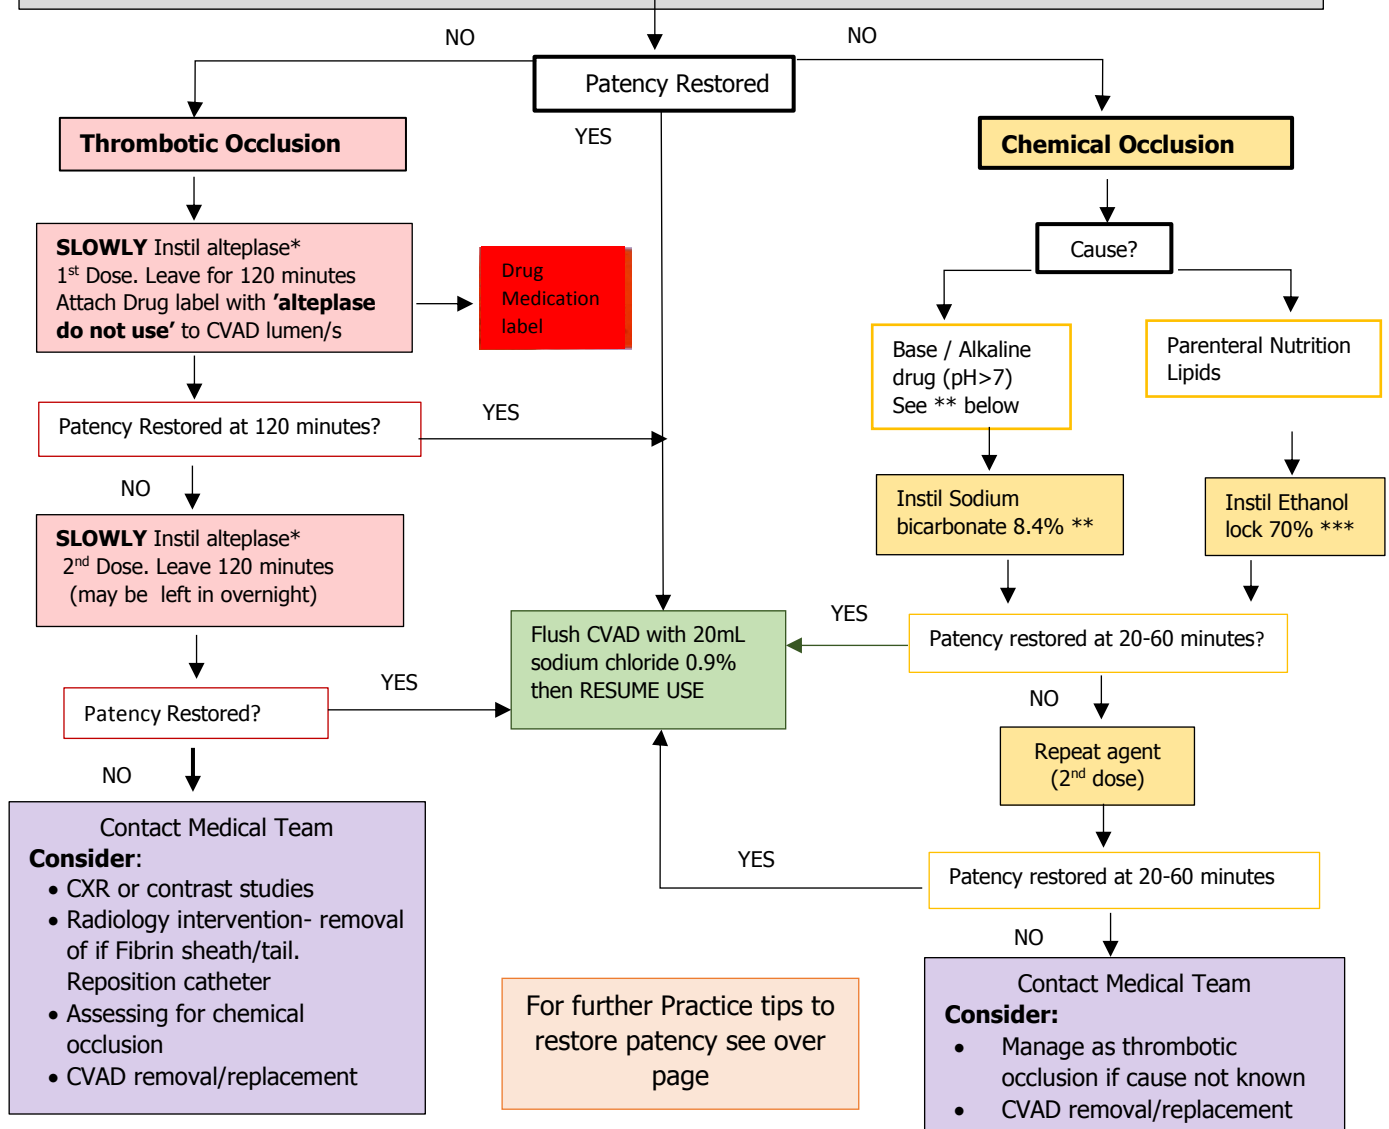 NO
NO
Patency Restored
YES
Thrombotic Occlusion
Chemical Occlusion
SLOWLY Instil alteplase*
1st Dose. Leave for 120 minutes
Attach Drug label with ’alteplase
do not use’ to CVAD lumen/s
Drug
Medication
label
Cause?
Base / Alkaline
drug (pH>7)
See ** below
Parenteral Nutrition
Lipids
Patency Restored at 120 minutes?
YES
NO
Instil Sodium
bicarbonate 8.4% **
Instil Ethanol
lock 70% ***
SLOWLY Instil alteplase*
2nd Dose. Leave 120 minutes
(may be left in overnight)
Flush CVAD with 20mL
sodium chloride 0.9%
then RESUME USE
YES
Patency restored at 20-60 minutes?
YES
Patency Restored?
NO
NO
Repeat agent
(2nd dose)
YES
Patency restored at 20-60 minutes
NO
Contact Medical Team
Consider:
• CXR or contrast studies
• Radiology intervention- removal
of if Fibrin sheath/tail.
Reposition catheter
• Assessing for chemical
occlusion
• CVAD removal/replacement
For further Practice tips to
restore patency see over
page
Contact Medical Team
Consider:
• Manage as thrombotic
occlusion if cause not known
• CVAD removal/replacement